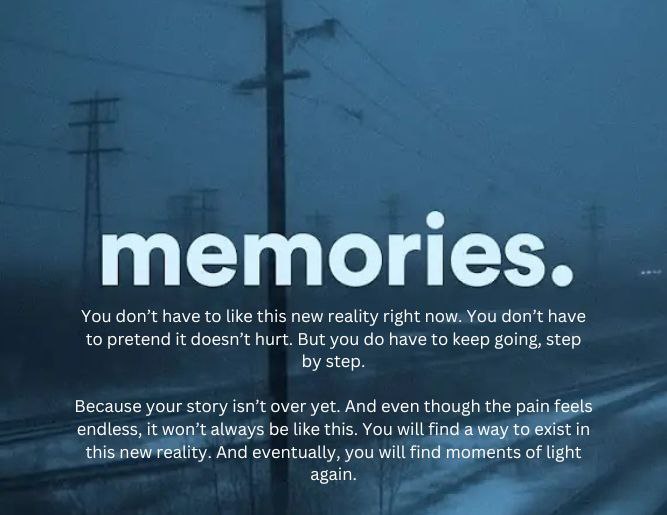 memories.
You don’t have to like this new reality right now. You don’t have
to pretend it doesn’t hurt. But you do have to keep going, step
by step.
Because your story isn’t over yet. And even though the pain feels
endless, it won’t always be like this. You will find a way to exist in
this new reality. And eventually, you will find moments of light
again.